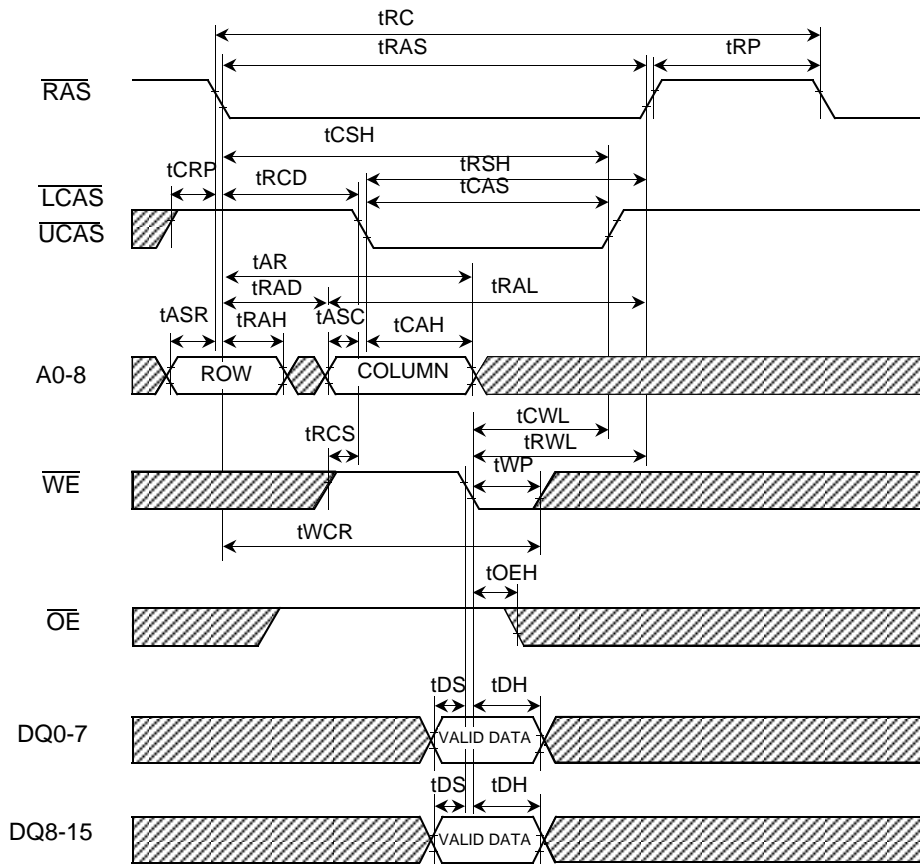 tRC
tRAS
tRP
RAS
tCSH
tCRP
tRSH
tRCD
tCAS
LCAS
UCAS
tAR
tRAD
tRAL
tASR
tRAH
tASC
tCAH
A0-8
ROW
COLUMN
tCWL
tRCS
tRWL
tWP
WE
tWCR
tOEH
OE
tDS
tDH
DQ0-7
VALID DATA
tDS
tDH
DQ8-15
VALID DATA